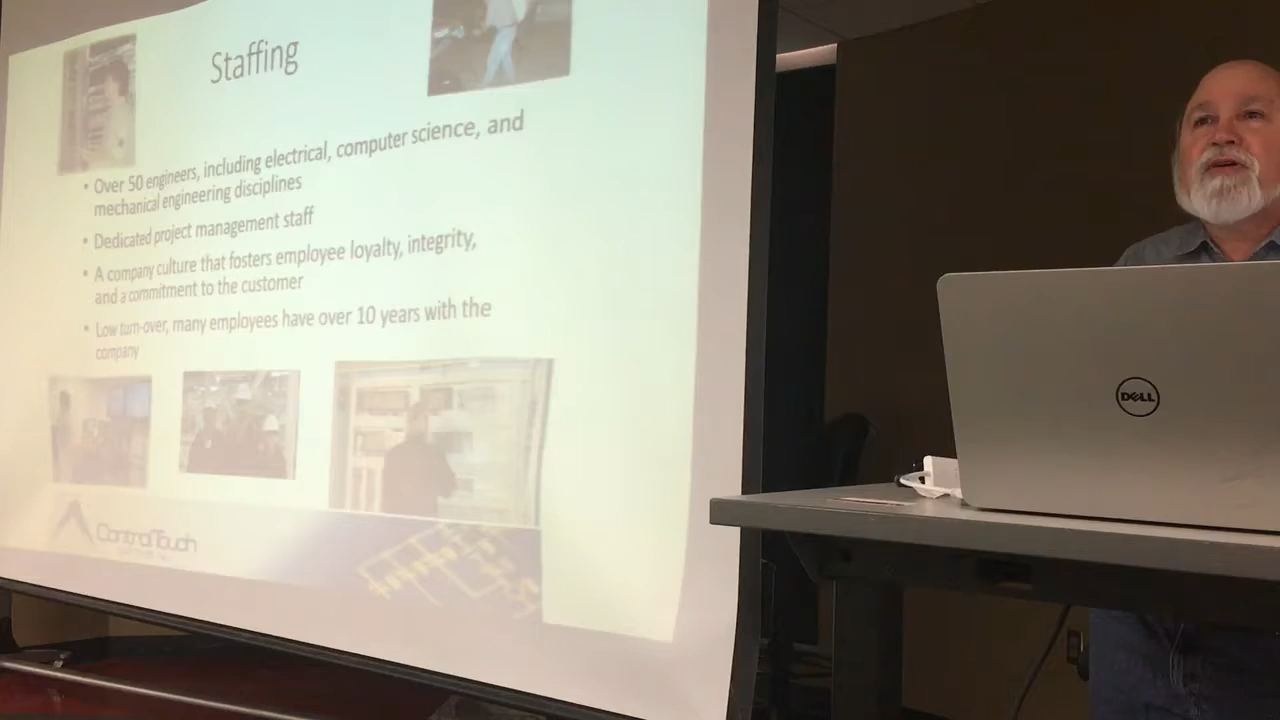 Staffing
• Over 50 engineers, including electrical, computer science, and
mechanical engineering disciplines
• Dedicated project management staff
• A company culture that fosters employee loyalty, integrity,
and a commitment to the customer
• Low turn-over, many employees have over 10 years with the
company
ControlTouch
DELL